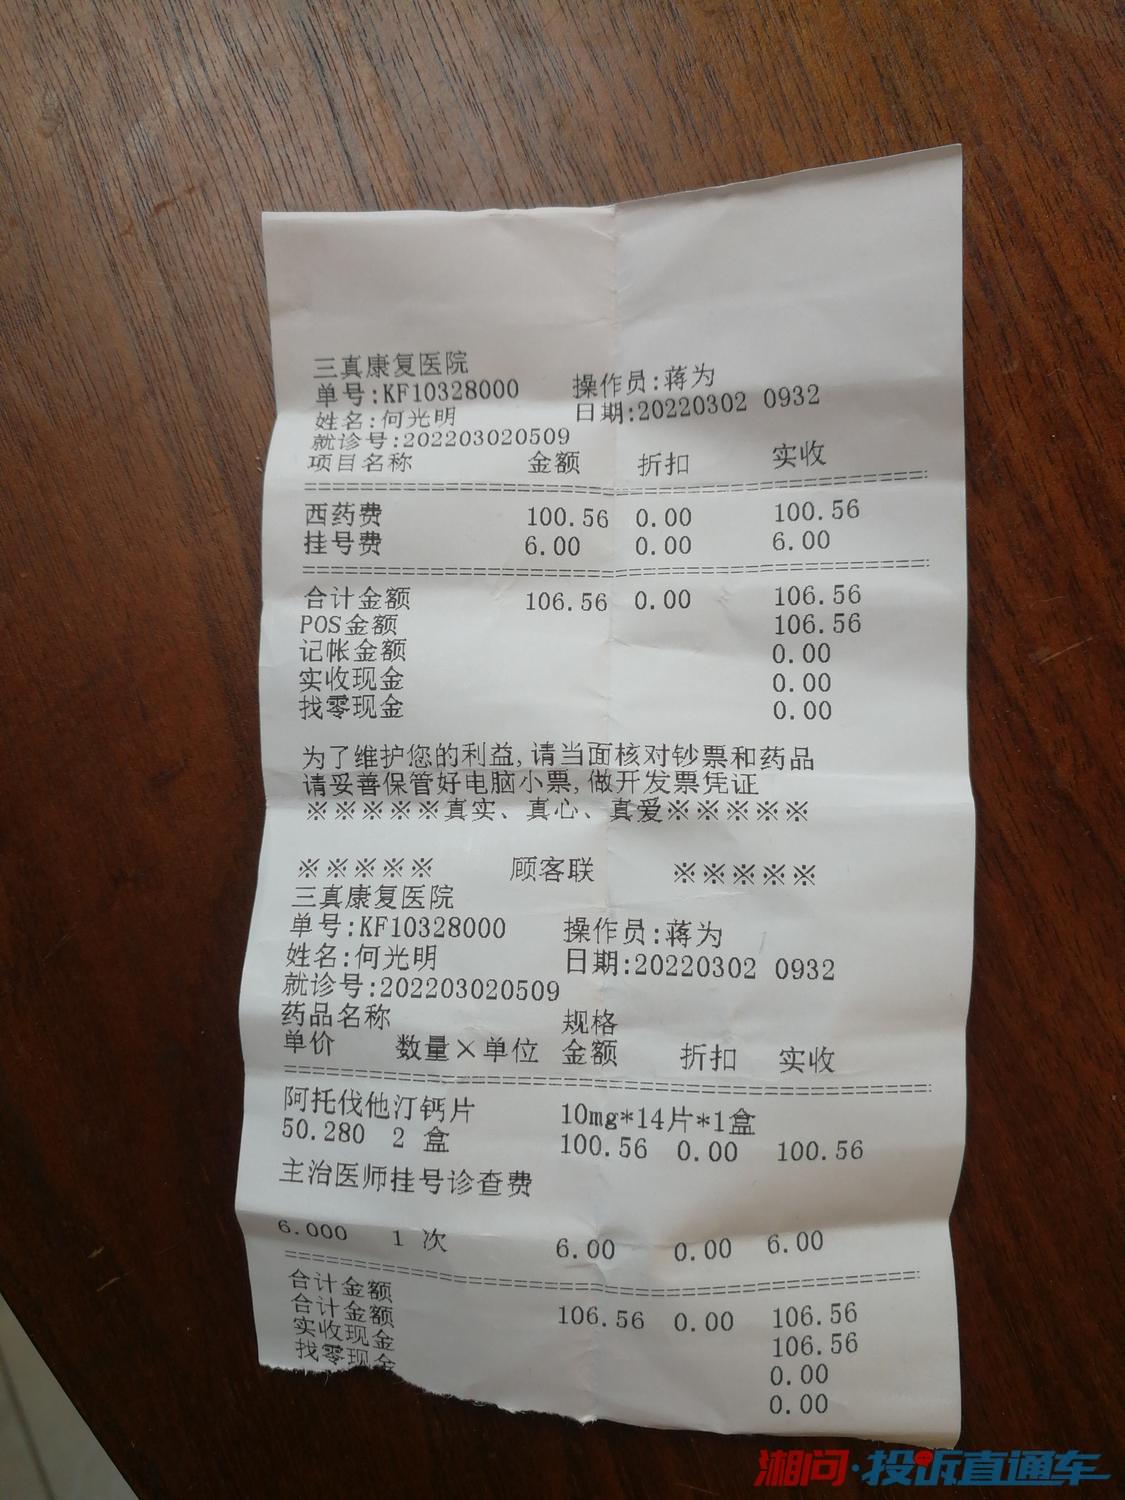 三真康复医院
单号:KF10328000 操作员:蒋为
姓名:何光明 日期:20220302 0932
就诊号:202203020509
项目名称 金额 折扣 实收
西药费 100.56 0.00 100.56
挂号费 6.00 0.00 6.00
合计金额 106.56 0.00 106.56
POS金额 106.56
记帐金额 0.00
实收现金 0.00
找零现金 0.00
为了维护您的利益,请当面核对钞票和药品
请妥善保管好电脑小票,做开发票凭证
※※※※※真实、真心、真爱※※※※※
※※※※※ 顾客联 ※※※※※
三真康复医院
单号:KF10328000 操作员:蒋为
姓名:何光明 日期:20220302 0932
就诊号:202203020509
药品名称 规格
单价 数量×单位 金额 折扣 实收
阿托伐他汀钙片 10mg*14片*1盒
50.280 2 盒 100.56 0.00 100.56
主治医师挂号诊查费
6.000 1 次 6.00 0.00 6.00
合计金额 106.56 0.00 106.56
合计金额 106.56
实收现金 0.00
找零现金 0.00
湘问·投诉直通车